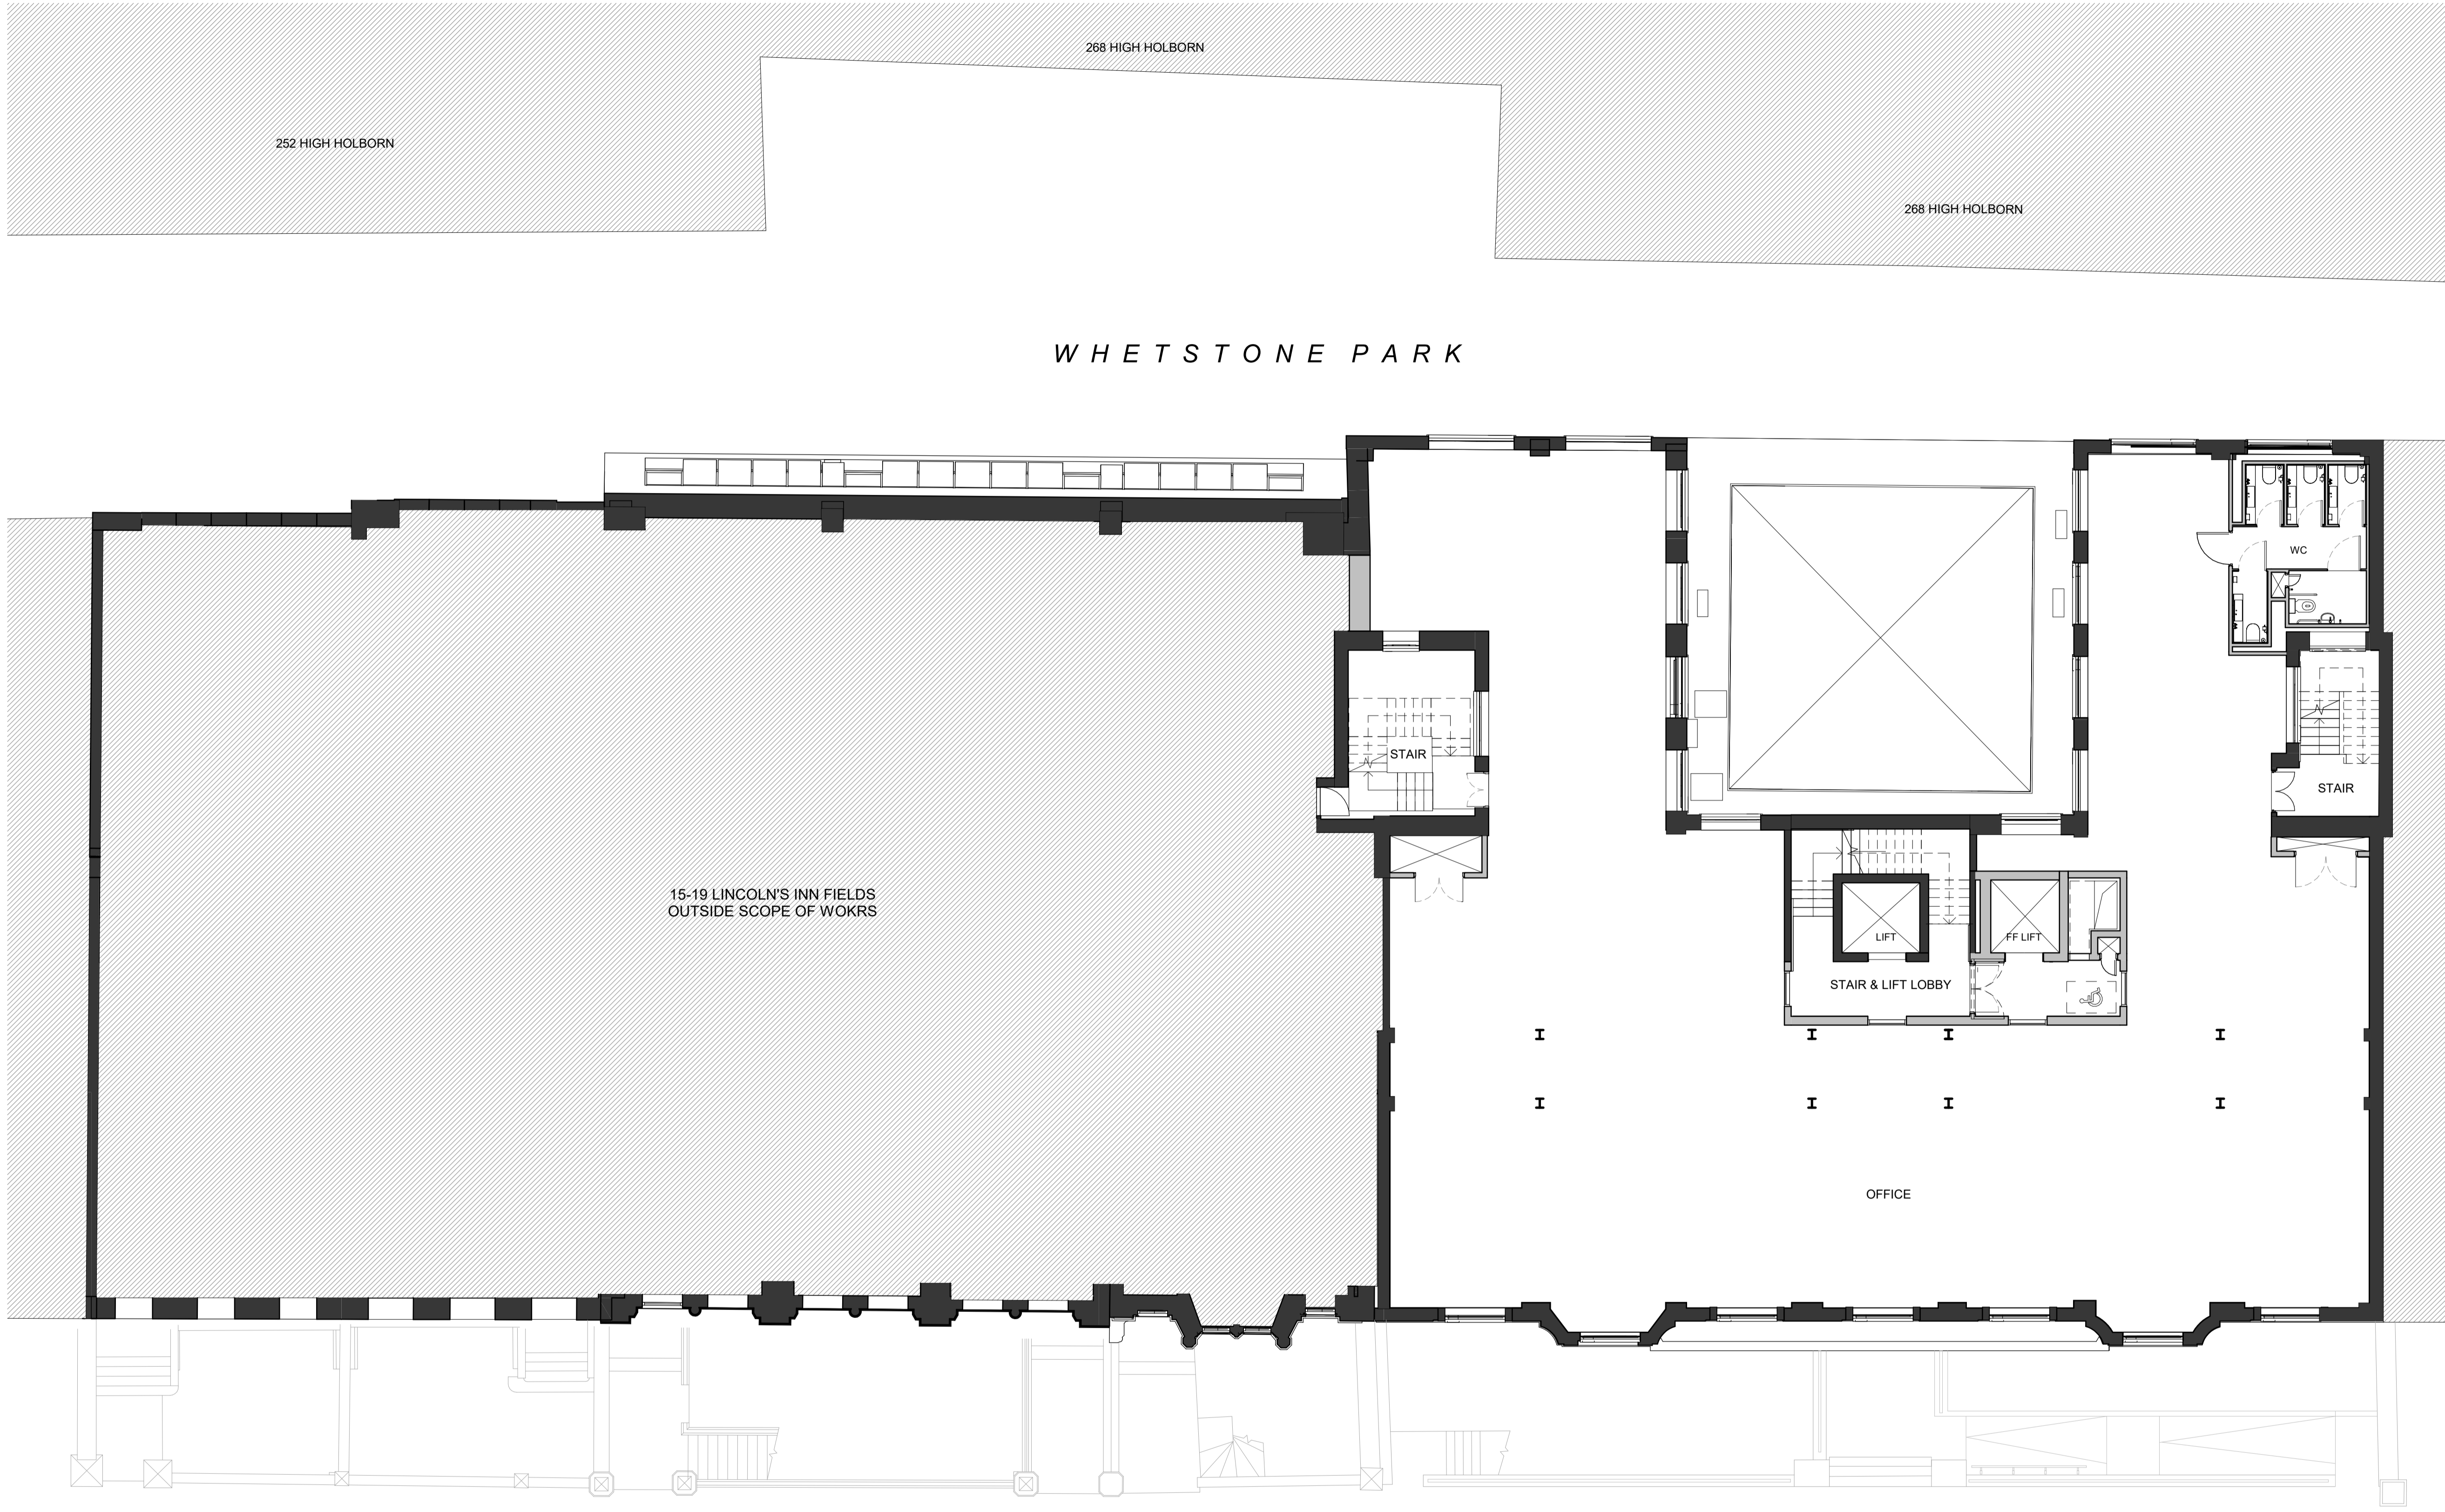 268 HIGH HOLBORN
252 HIGH HOLBORN
268 HIGH HOLBORN
WHETSTONE PARK
WC
STAIR
STAIR
15-19 LINCOLN'S INN FIELDS
OUTSIDE SCOPE OF WOKRS
LIFT
FF LIFT
STAIR & LIFT LOBBY
OFFICE